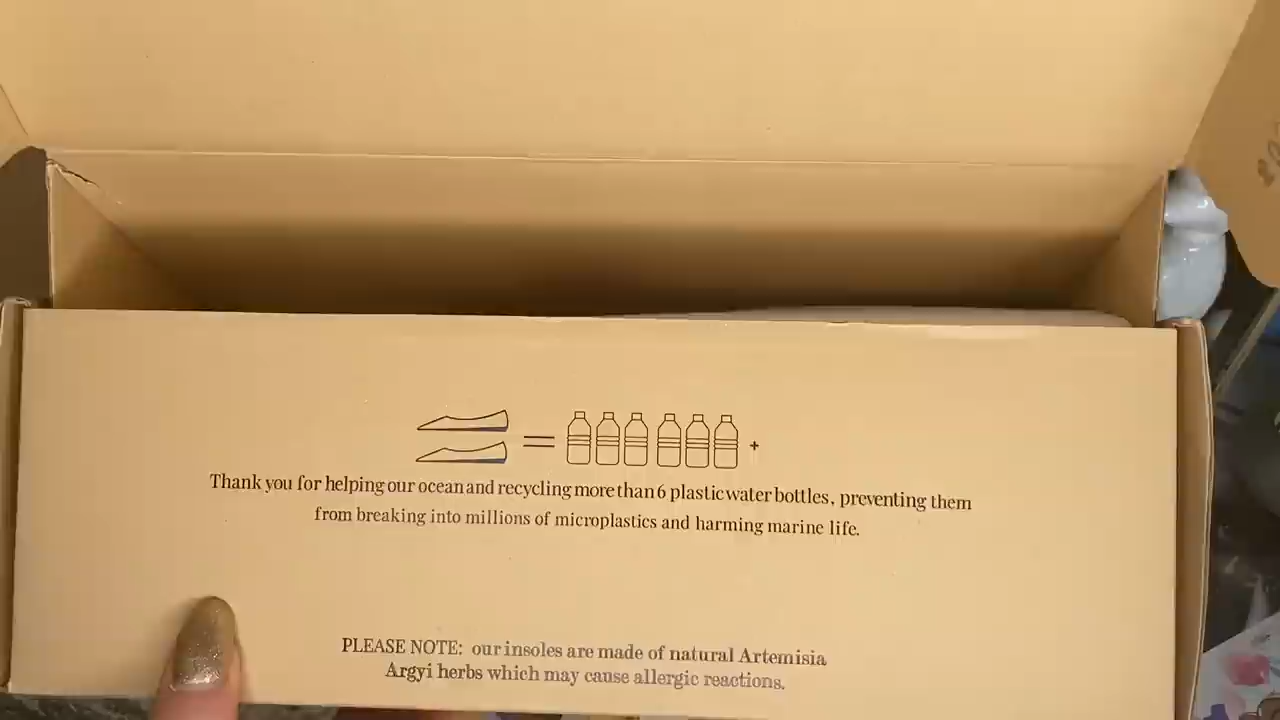 Thank you for helping our ocean and recycling more than 6 plastic water bottles, preventing them
from breaking into millions of microplastics and harming marine life.
PLEASE NOTE: our insoles are made of natural Artemisia
Argyi herbs which may cause allergic reactions.